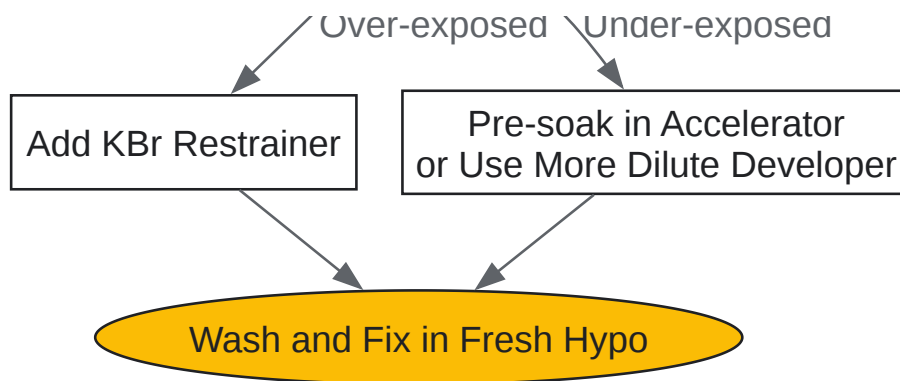 Over-exposed
Under-exposed
Add KBr Restrainer
Pre-soak in Accelerator
or Use More Dilute Developer
Wash and Fix in Fresh Hypo